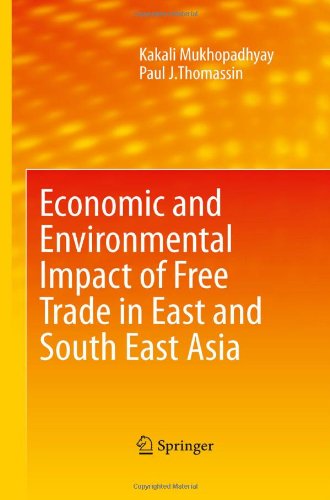 Kakali Mukhopadhyay
Paul J.Thomassin
Economic and
Environmental
Impact of Free
Trade in East and
South East Asia
Springer